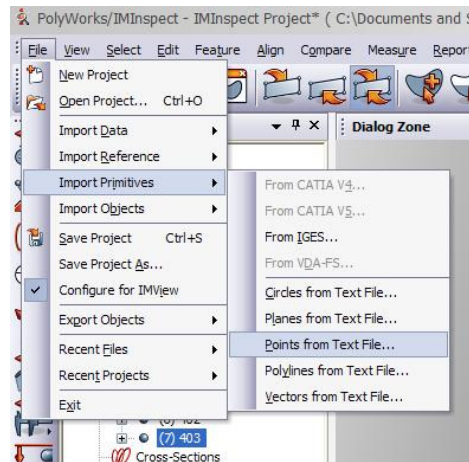 PolyWorks/IMInspect - IMInspect Project* ( C:\Documents and S
File View Select Edit Feature Align Compare Measure Repor
New Project
Open Project... Ctrl+O
Dialog Zone
Import Data
Import Reference
Import Primitives
From CATIA V4...
Import Objects
From CATIA V5...
Save Project Ctrl+S
From IGES...
Save Project As...
From VDA-FS...
Configure for IMView
Circles from Text File...
Export Objects
Planes from Text File...
Recent Files
Points from Text File...
Recent Projects
Polylines from Text File...
Exit
Vectors from Text File...
(6) 402
(7) 403
Cross-Sections